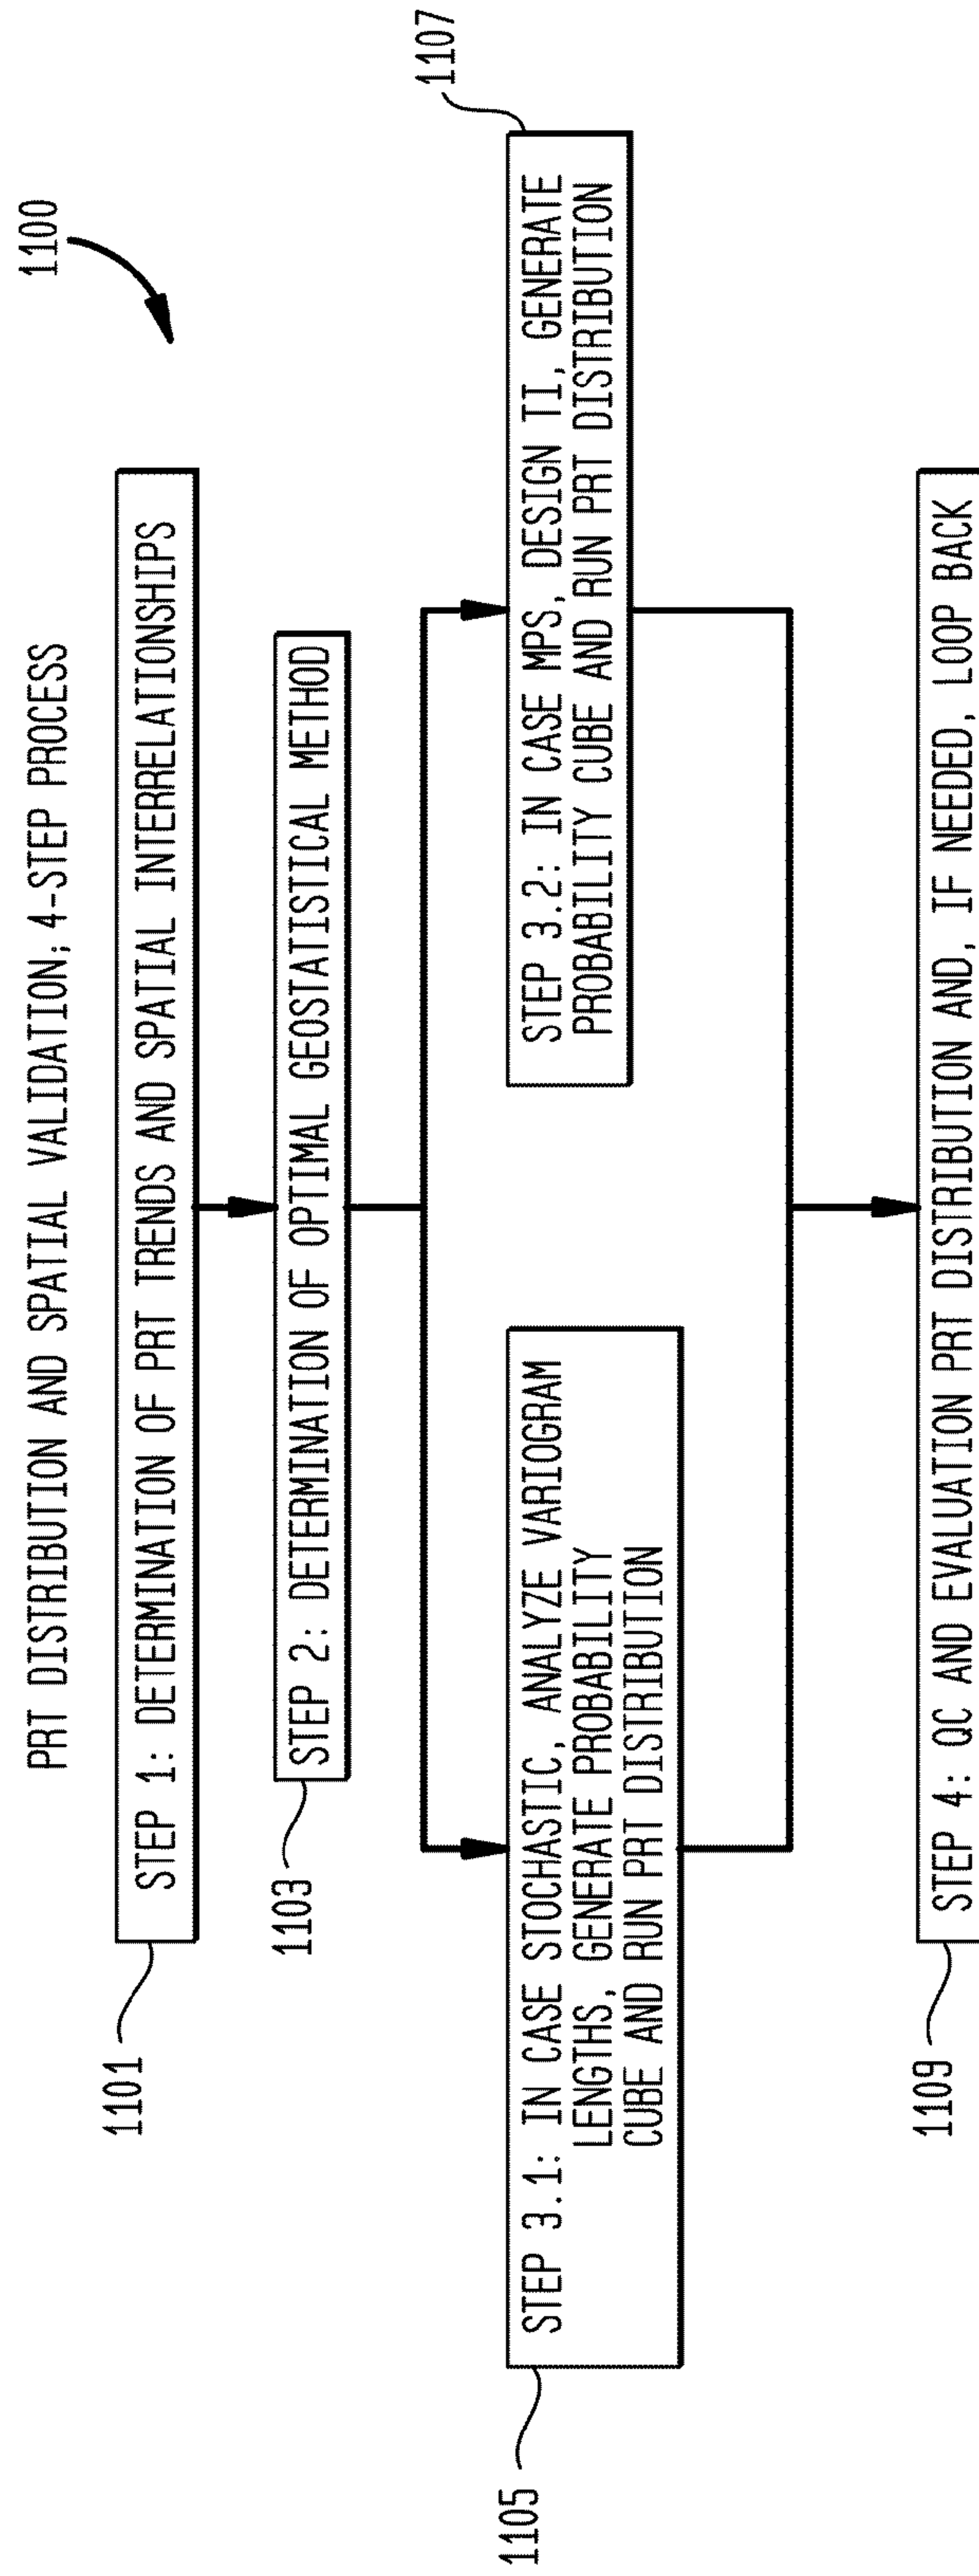 PRT DISTRIBUTION AND SPATIAL VALIDATION; 4-STEP PROCESS
1100
1101
STEP 1: DETERMINATION OF PRT TRENDS AND SPATIAL INTERRELATIONSHIPS
1103
STEP 2: DETERMINATION OF OPTIMAL GEOSTATISTICAL METHOD
1105
STEP 3.1: IN CASE STOCHASTIC, ANALYZE VARIOGRAM
LENGTHS, GENERATE PROBABILITY
CUBE AND RUN PRT DISTRIBUTION
1107
STEP 3.2: IN CASE MPS, DESIGN TI, GENERATE
PROBABILITY CUBE AND RUN PRT DISTRIBUTION
1109
STEP 4: QC AND EVALUATION PRT DISTRIBUTION AND, IF NEEDED, LOOP BACK